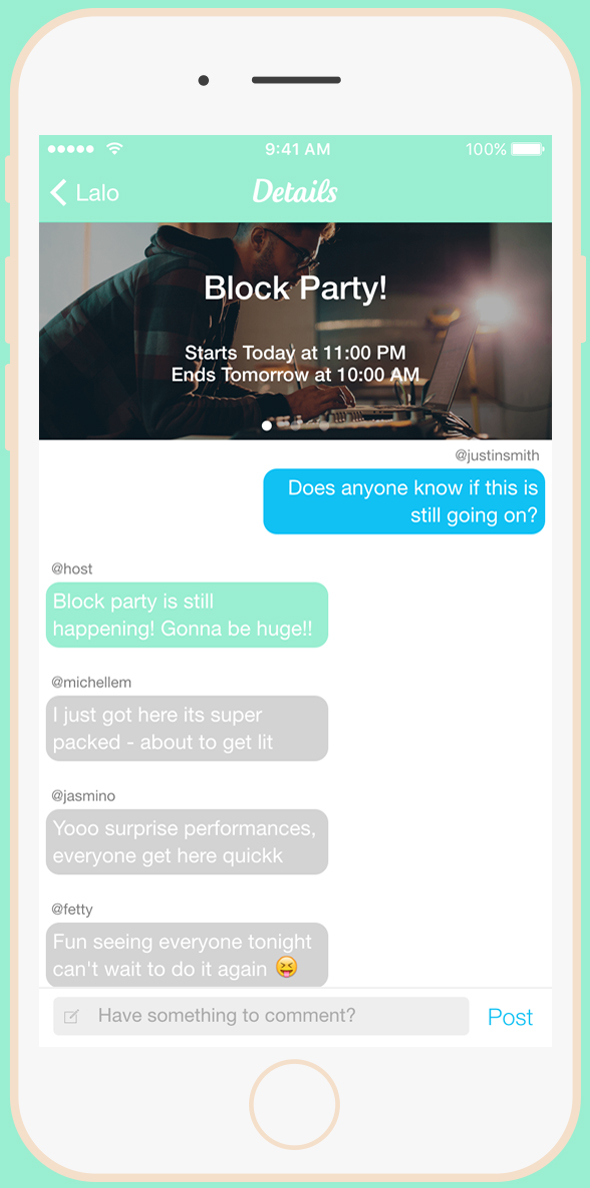 9:41 AM
100%
Lalo
Details
Block Party!
Starts Today at 11:00 PM
Ends Tomorrow at 10:00 AM
@justinsmith
Does anyone know if this is
still going on?
@host
Block party is still
happening! Gonna be huge!!
@michellem
I just got here its super
packed - about to get lit
@jasmino
Yooo surprise performances,
everyone get here quickk
@fetty
Fun seeing everyone tonight
can't wait to do it again 😝
Have something to comment?
Post